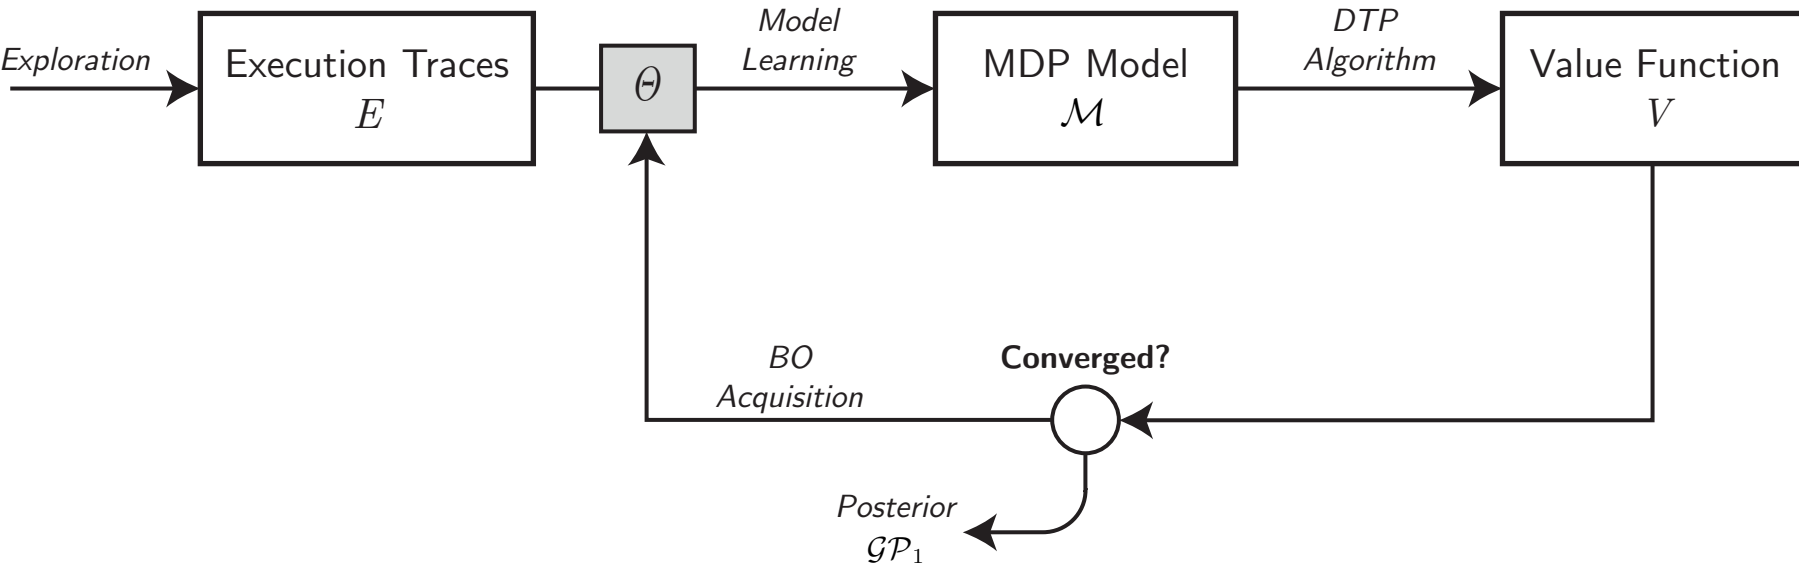 Exploration
Execution Traces
E
Θ
Model
Learning
MDP Model
ℳ
DTP
Algorithm
Value Function
V
BO
Acquisition
Converged?
Posterior
𝒢𝒫₁